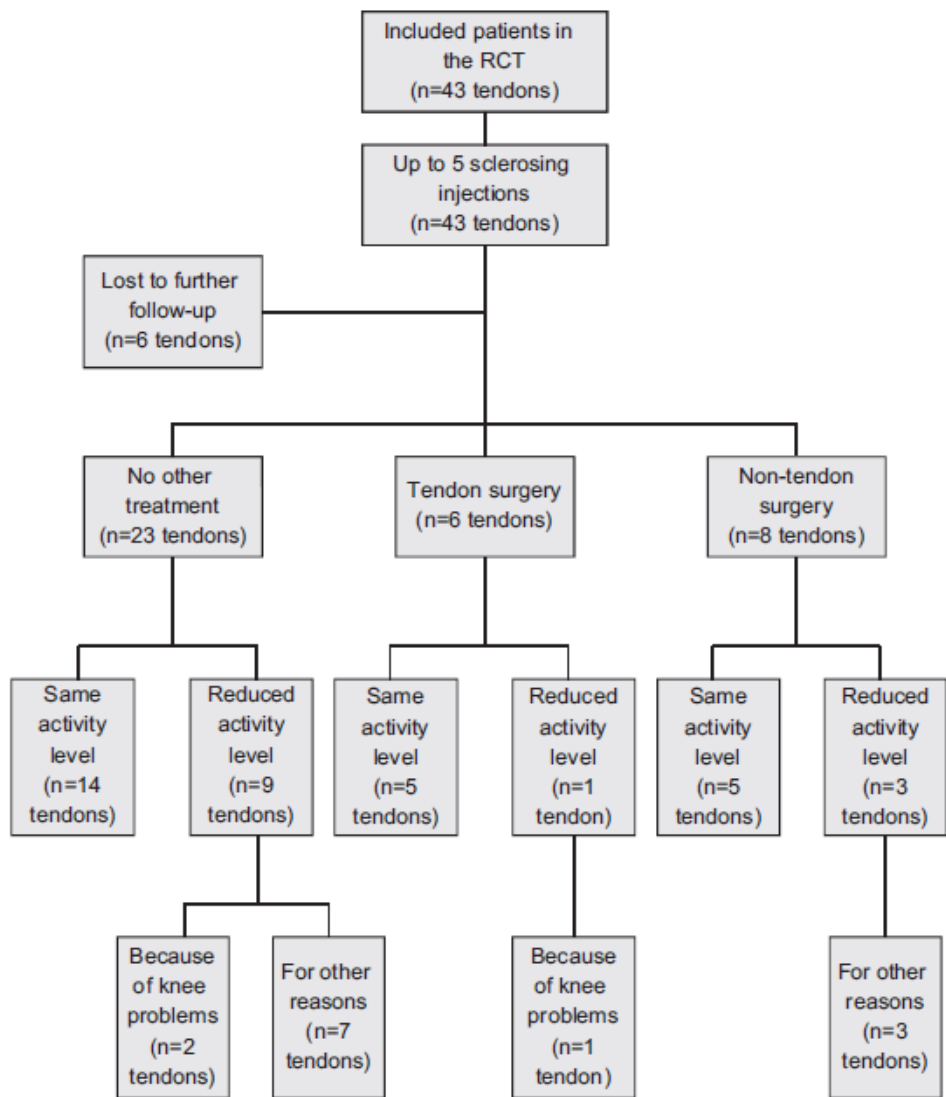 Included patients in
the RCT
(n=43 tendons)
Up to 5 sclerosing
injections
(n=43 tendons)
Lost to further
follow-up
(n=6 tendons)
No other
treatment
(n=23 tendons)
Tendon surgery
(n=6 tendons)
Non-tendon
surgery
(n=8 tendons)
Same
activity
level
(n=14
tendons)
Reduced
activity
level
(n=9
tendons)
Same
activity
level
(n=5
tendons)
Reduced
activity
level
(n=1
tendon)
Same
activity
level
(n=5
tendons)
Reduced
activity
level
(n=3
tendons)
Because
of knee
problems
(n=2
tendons)
For other
reasons
(n=7
tendons)
Because
of knee
problems
(n=1
tendon)
For other
reasons
(n=3
tendons)